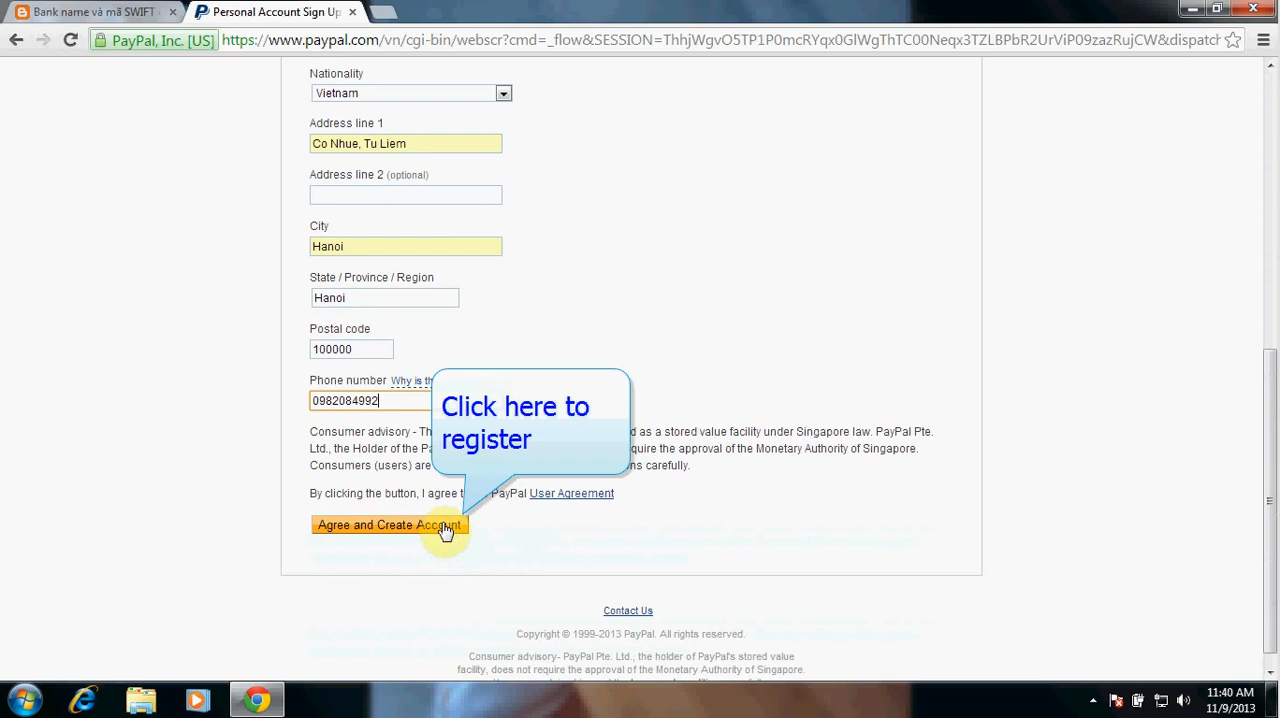 Bank name và mã SWIFT
Personal Account Sign Up
PayPal, Inc. [US]
https://www.paypal.com/vn/cgi-bin/webscr?cmd=_flow&SESSION=ThhjWgvO5TP1P0mcRYqx0GlWgThTC00Neqx3TZLBPbR2UrViP09zazRujCW&dispatch
Nationality
Vietnam
Address line 1
Co Nhue, Tu Liem
Address line 2 (optional)
City
Hanoi
State / Province / Region
Hanoi
Postal code
100000
Phone number Why is th
0982084992
Click here to
register
Consumer advisory - Th d as a stored value facility under Singapore law. PayPal Pte.
Ltd., the Holder of the Pa require the approval of the Monetary Authority of Singapore.
Consumers (users) are ns carefully.
By clicking the button, I agree t PayPal User Agreement
Agree and Create Account
Contact Us
Copyright © 1999-2013 PayPal. All rights reserved.
Consumer advisory- PayPal Pte. Ltd., the holder of PayPal's stored value
facility, does not require the approval of the Monetary Authority of Singapore.
11:40 AM
11/9/2013